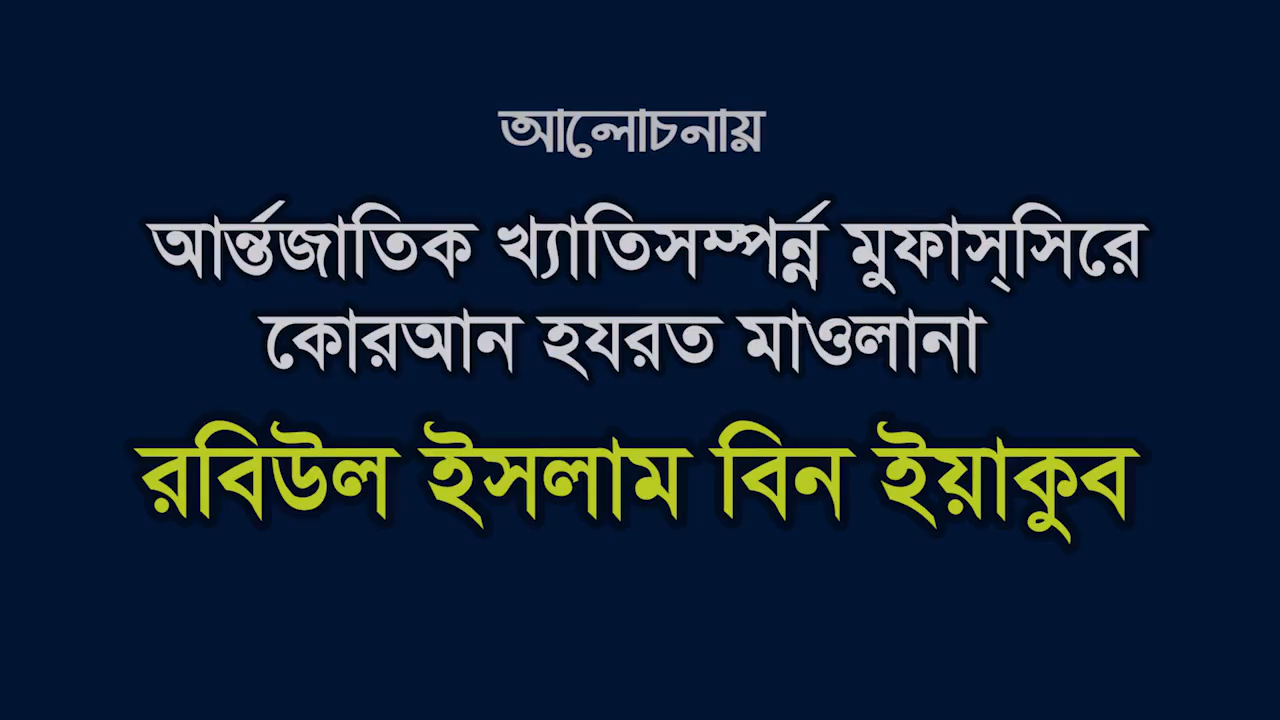 আলোচনায়
আর্ন্তজাতিক খ্যাতিসম্পর্ন্ন মুফাস্‌সিরে
কোরআন হযরত মাওলানা
রবিউল ইসলাম বিন ইয়াকুব